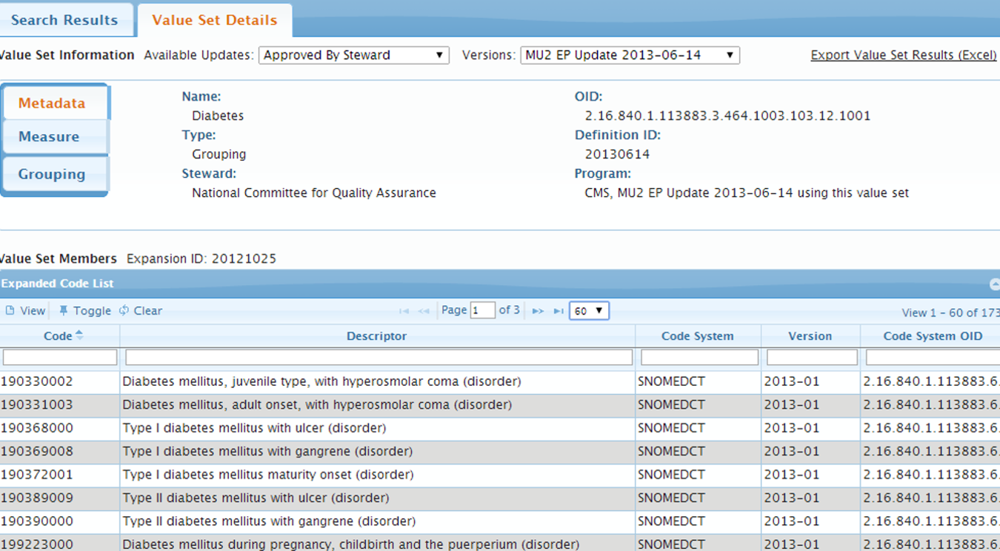 Search Results Value Set Details
Value Set Information Available Updates: Approved By Steward Versions: MU2 EP Update 2013-06-14 Export Value Set Results (Excel)
Metadata
Measure
Grouping
Name: OID:
Diabetes 2.16.840.1.113883.3.464.1003.103.12.1001
Type: Definition ID:
Grouping 20130614
Steward: Program:
National Committee for Quality Assurance CMS, MU2 EP Update 2013-06-14 using this value set
Value Set Members Expansion ID: 20121025
Expanded Code List
View Toggle Clear Page 1 of 3 60 View 1 - 60 of 173
Code Descriptor Code System Version Code System OID
190330002 Diabetes mellitus, juvenile type, with hyperosmolar coma (disorder) SNOMEDCT 2013-01 2.16.840.1.113883.6.
190331003 Diabetes mellitus, adult onset, with hyperosmolar coma (disorder) SNOMEDCT 2013-01 2.16.840.1.113883.6.
190368000 Type I diabetes mellitus with ulcer (disorder) SNOMEDCT 2013-01 2.16.840.1.113883.6.
190369008 Type I diabetes mellitus with gangrene (disorder) SNOMEDCT 2013-01 2.16.840.1.113883.6.
190372001 Type I diabetes mellitus maturity onset (disorder) SNOMEDCT 2013-01 2.16.840.1.113883.6.
190389009 Type II diabetes mellitus with ulcer (disorder) SNOMEDCT 2013-01 2.16.840.1.113883.6.
190390000 Type II diabetes mellitus with gangrene (disorder) SNOMEDCT 2013-01 2.16.840.1.113883.6.
199223000 Diabetes mellitus during pregnancy, childbirth and the puerperium (disorder) SNOMEDCT 2013-01 2.16.840.1.113883.6.